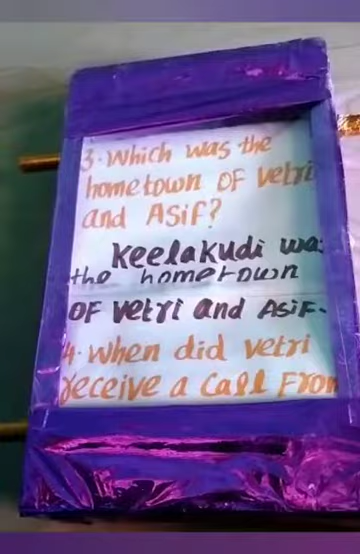 3. Which was the
hometown OF Vetri
and Asif?
Keelakudi wa
the hometown
OF Vetri and Asif.
4. When did vetri
receive a Call From